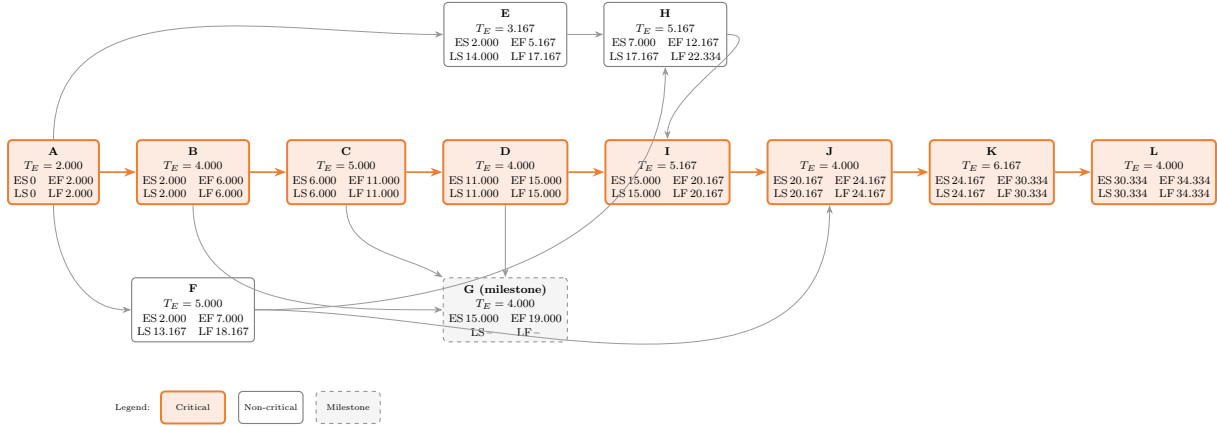 E
T_E = 3.167
ES 2.000 EF 5.167
LS 14.000 LF 17.167
H
T_E = 5.167
ES 7.000 EF 12.167
LS 17.167 LF 22.334
A
T_E = 2.000
ES 0 EF 2.000
LS 0 LF 2.000
B
T_E = 4.000
ES 2.000 EF 6.000
LS 2.000 LF 6.000
C
T_E = 5.000
ES 6.000 EF 11.000
LS 6.000 LF 11.000
D
T_E = 4.000
ES 11.000 EF 15.000
LS 11.000 LF 15.000
I
T_E = 5.167
ES 15.000 EF 20.167
LS 15.000 LF 20.167
J
T_E = 4.000
ES 20.167 EF 24.167
LS 20.167 LF 24.167
K
T_E = 6.167
ES 24.167 EF 30.334
LS 24.167 LF 30.334
L
T_E = 4.000
ES 30.334 EF 34.334
LS 30.334 LF 34.334
F
T_E = 5.000
ES 2.000 EF 7.000
LS 13.167 LF 18.167
G (milestone)
T_E = 4.000
ES 15.000 EF 19.000
LS – LF –
Legend: Critical Non-critical Milestone